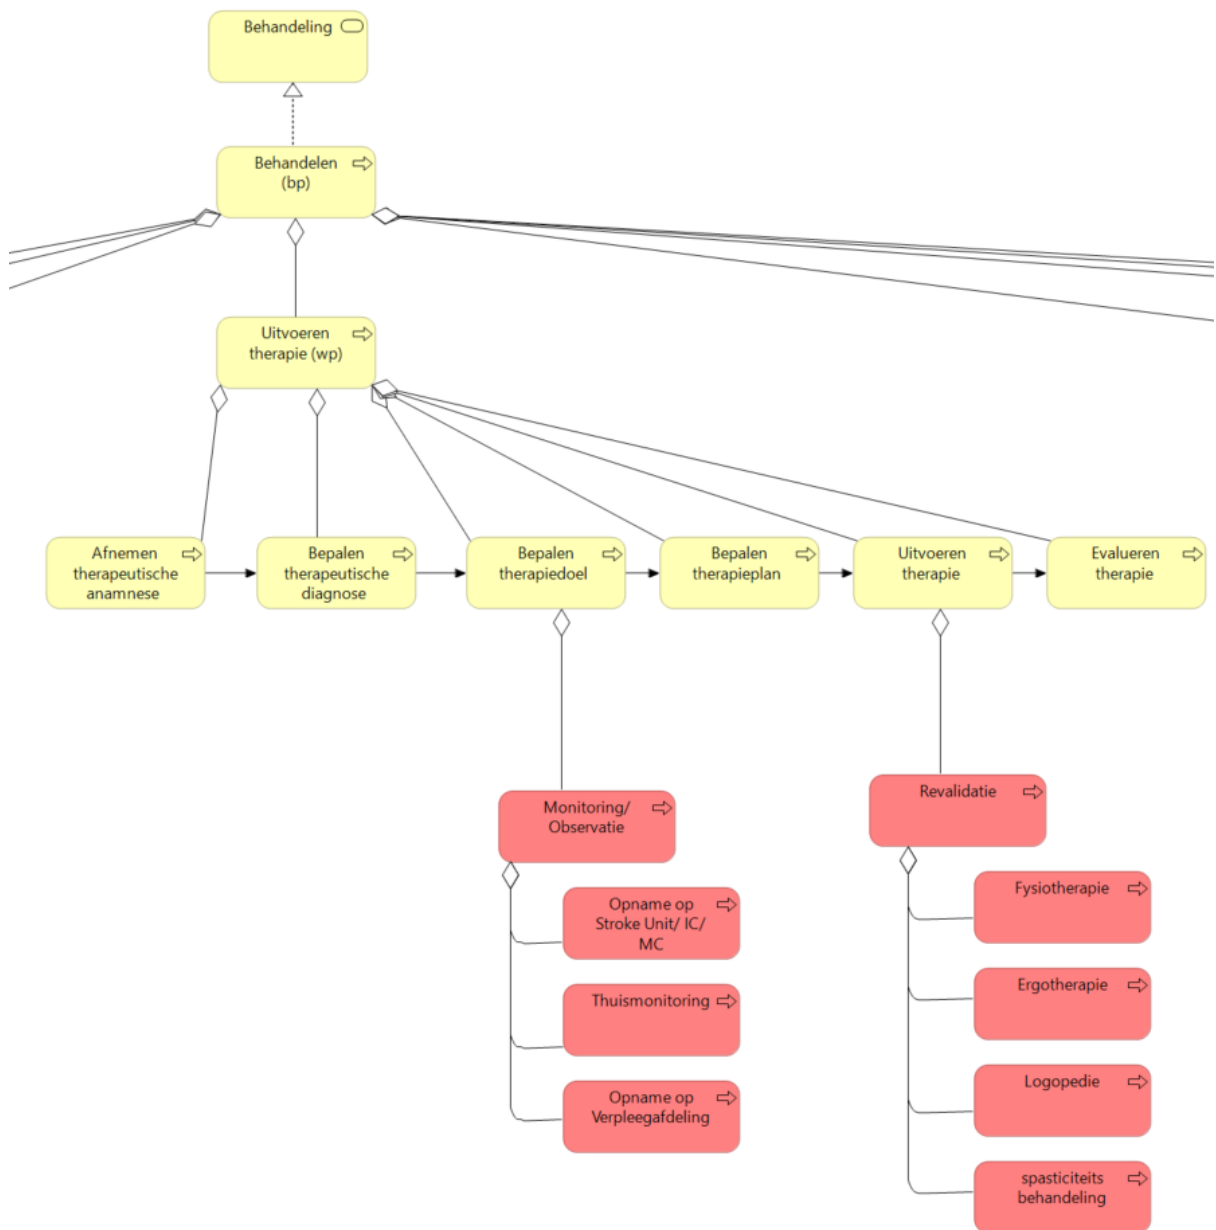 Behandeling
Behandelen
(bp)
Uitvoeren
therapie (wp)
Afnemen
therapeutische
anamnese
Bepalen
therapeutische
diagnose
Bepalen
therapiedoel
Bepalen
therapieplan
Uitvoeren
therapie
Evalueren
therapie
Monitoring/
Observatie
Opname op
Stroke Unit/ IC/
MC
Thuismonitoring
Opname op
Verpleegafdeling
Revalidatie
Fysiotherapie
Ergotherapie
Logopedie
spasticiteits
behandeling